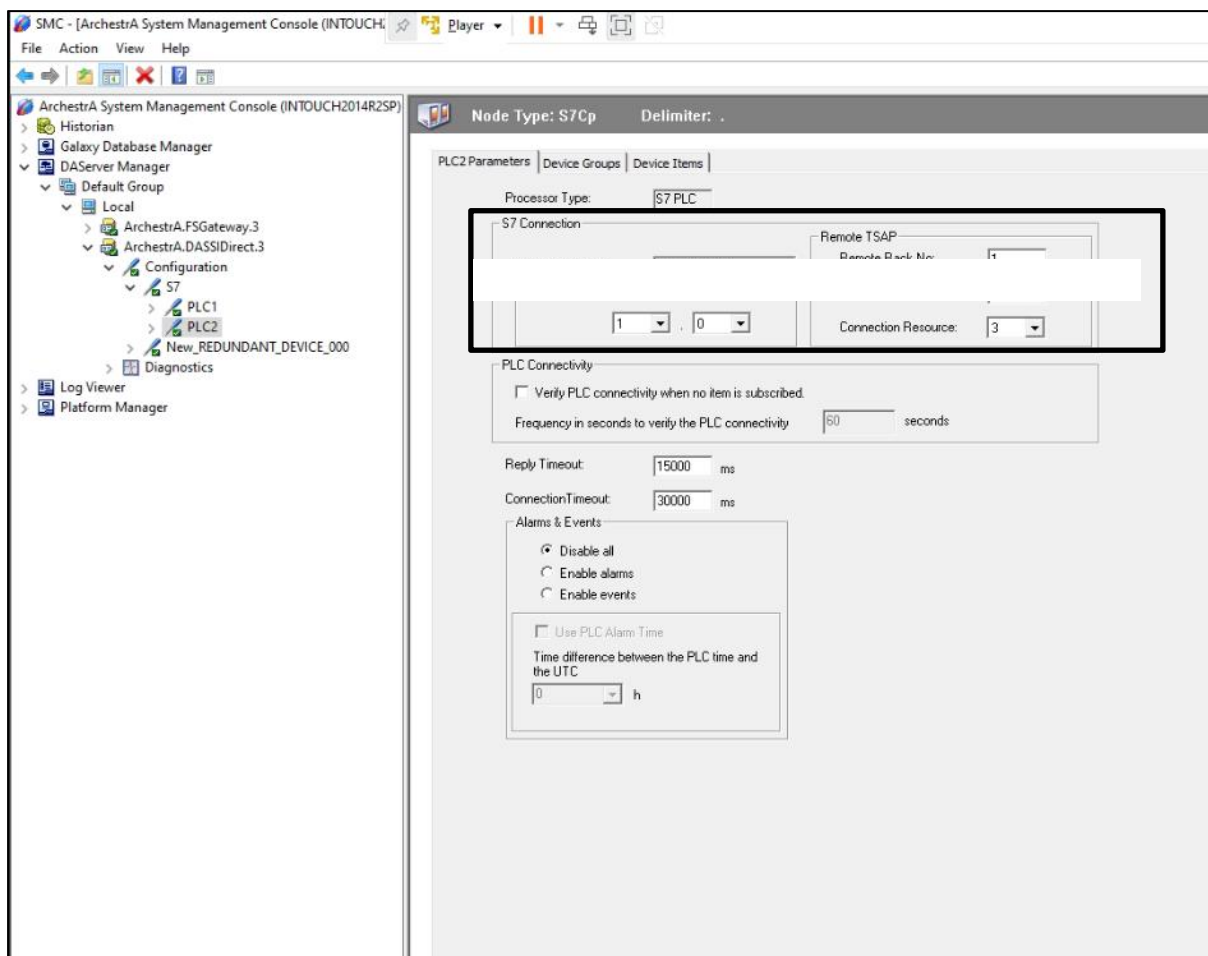 SMC - [ArchestrA System Management Console (INTOUCH2
Player
File Action View Help
ArchestrA System Management Console (INTOUCH2014R2SP)
Historian
Galaxy Database Manager
DAServer Manager
Default Group
Local
ArchestrA.FSGateway.3
ArchestrA.DASSIDirect.3
Configuration
S7
PLC1
PLC2
New_REDUNDANT_DEVICE_000
Diagnostics
Log Viewer
Platform Manager
Node Type: S7Cp Delimiter: .
PLC2 Parameters Device Groups Device Items
Processor Type: S7 PLC
S7 Connection
Remote TSAP
Remote Rack No: 1
1 . 0
Connection Resource: 3
PLC Connectivity
Verify PLC connectivity when no item is subscribed.
Frequency in seconds to verify the PLC connectivity 60 seconds
Reply Timeout: 15000 ms
ConnectionTimeout: 30000 ms
Alarms & Events
Disable all
Enable alarms
Enable events
Use PLC Alarm Time
Time difference between the PLC time and
the UTC
0 h